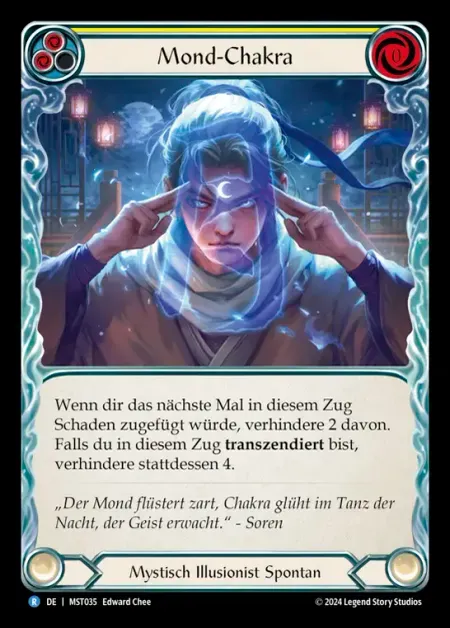 Mond-Chakra
0
Wenn dir das nächste Mal in diesem Zug
Schaden zugefügt würde, verhindere 2 davon.
Falls du in diesem Zug transzendiert bist,
verhindere stattdessen 4.
„Der Mond flüstert zart, Chakra glüht im Tanz der
Nacht, der Geist erwacht.“ - Soren
Mystisch Illusionist Spontan
R DE | MST035 Edward Chee
© 2024 Legend Story Studios